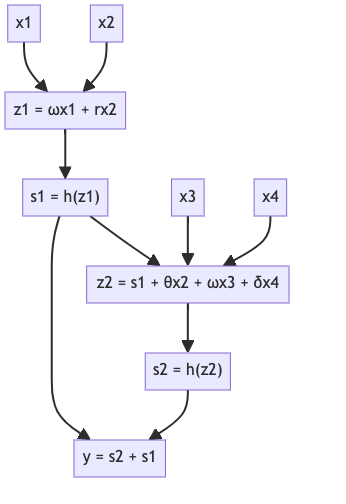 x1
x2
z1 = ωx1 + rx2
s1 = h(z1)
x3
x4
z2 = s1 + θx2 + ωx3 + δx4
s2 = h(z2)
y = s2 + s1